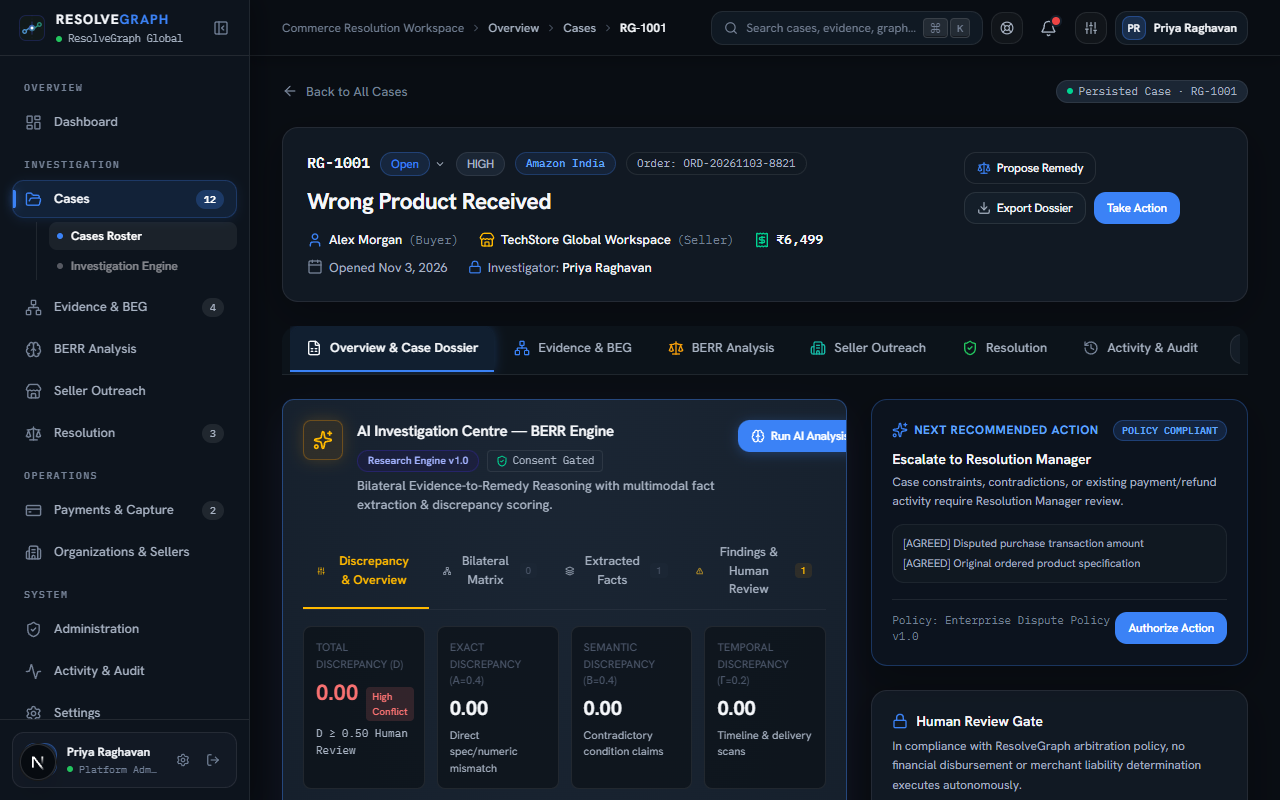 RESOLVEGRAPH
ResolveGraph Global
Commerce Resolution Workspace > Overview > Cases > RG-1001
Search cases, evidence, graph... ⌘ K
PR Priya Raghavan
OVERVIEW
Dashboard
INVESTIGATION
Cases 12
Cases Roster
Investigation Engine
Evidence & BEG 4
BERR Analysis
Seller Outreach
Resolution 3
OPERATIONS
Payments & Capture 2
Organizations & Sellers
SYSTEM
Administration
Activity & Audit
Settings
N Priya Raghavan
Platform Adm…
Back to All Cases
Persisted Case · RG-1001
RG-1001 Open HIGH Amazon India Order: ORD-20261103-8821
Wrong Product Received
Alex Morgan (Buyer) TechStore Global Workspace (Seller) ₹6,499
Opened Nov 3, 2026 Investigator: Priya Raghavan
Propose Remedy
Export Dossier Take Action
Overview & Case Dossier Evidence & BEG BERR Analysis Seller Outreach Resolution Activity & Audit
AI Investigation Centre — BERR Engine
Run AI Analysis
Research Engine v1.0 Consent Gated
Bilateral Evidence-to-Remedy Reasoning with multimodal fact
extraction & discrepancy scoring.
Discrepancy
& Overview
Bilateral
Matrix 0
Extracted
Facts 1
Findings &
Human
Review 1
TOTAL
DISCREPANCY (D)
0.00 High
Conflict
D ≥ 0.50 Human
Review
EXACT
DISCREPANCY
(Α=0.4)
0.00
Direct
spec/numeric
mismatch
SEMANTIC
DISCREPANCY
(Β=0.4)
0.00
Contradictory
condition claims
TEMPORAL
DISCREPANCY
(Γ=0.2)
0.00
Timeline & delivery
scans
NEXT RECOMMENDED ACTION POLICY COMPLIANT
Escalate to Resolution Manager
Case constraints, contradictions, or existing payment/refund
activity require Resolution Manager review.
[AGREED] Disputed purchase transaction amount
[AGREED] Original ordered product specification
Policy: Enterprise Dispute Policy
v1.0
Authorize Action
Human Review Gate
In compliance with ResolveGraph arbitration policy, no
financial disbursement or merchant liability determination
executes autonomously.